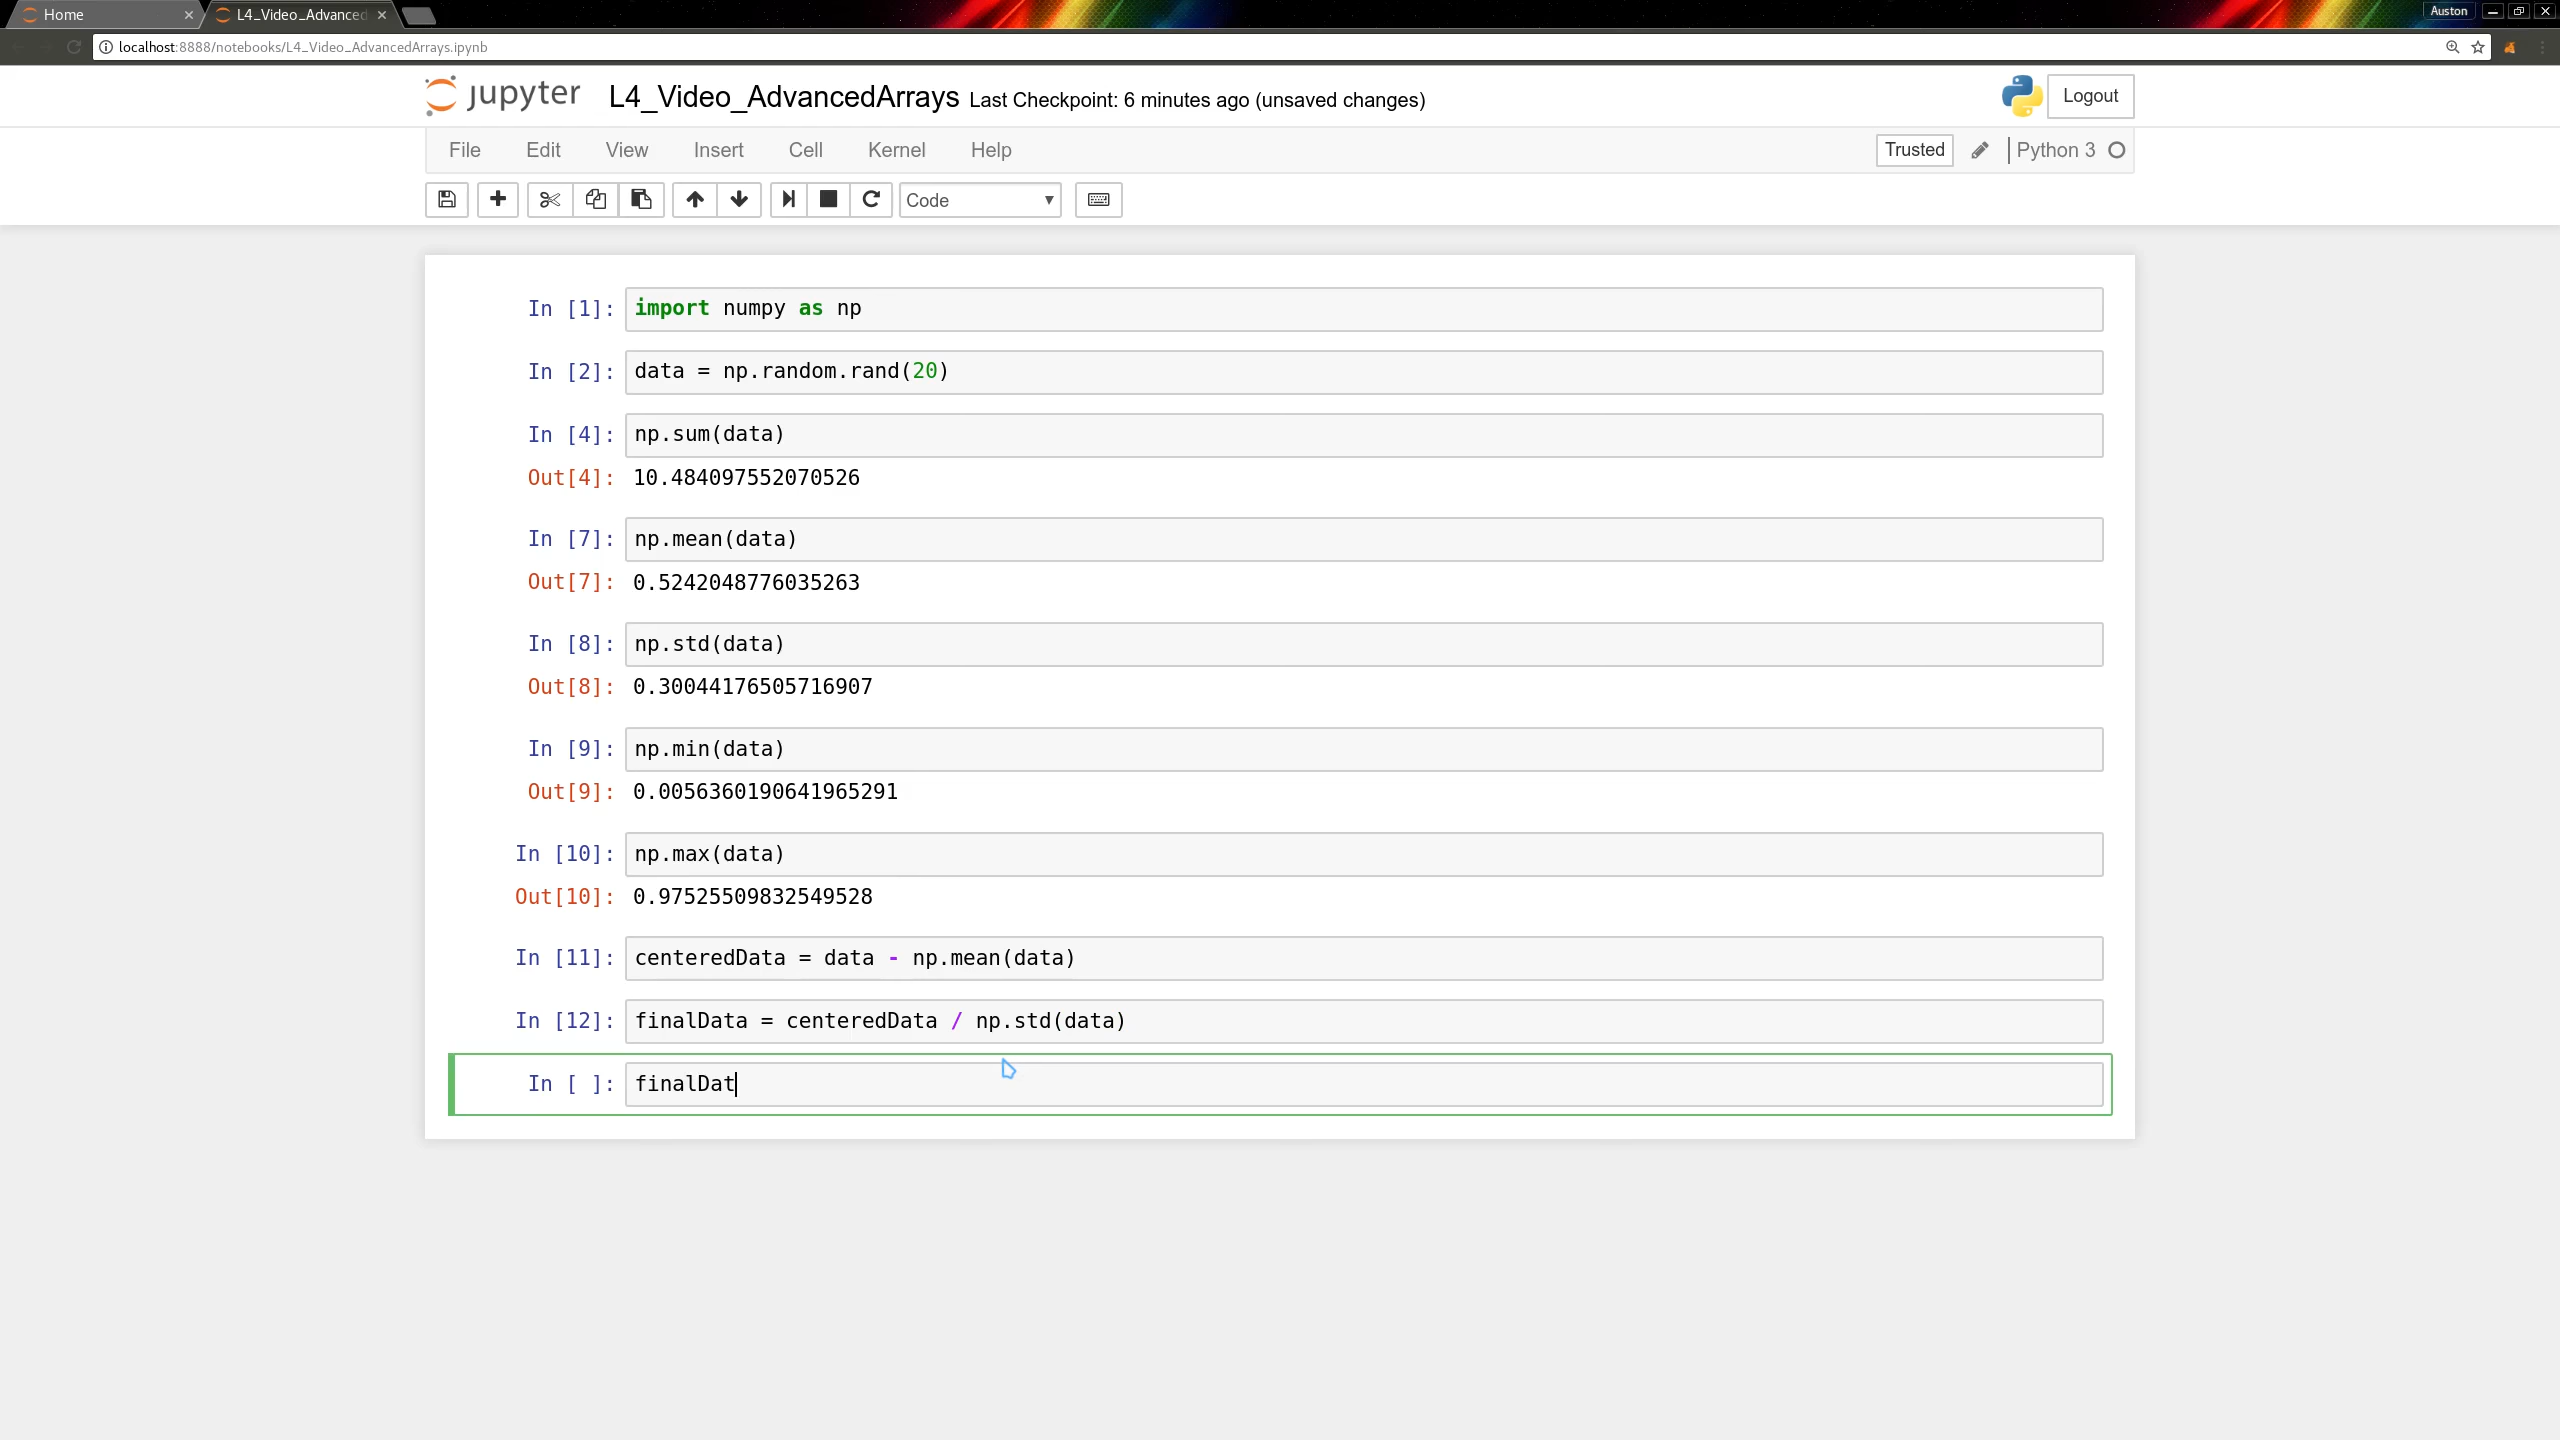 Home
L4_Video_Advanced
Auston
localhost:8888/notebooks/L4_Video_AdvancedArrays.ipynb
jupyter L4_Video_AdvancedArrays Last Checkpoint: 6 minutes ago (unsaved changes)
Logout
File Edit View Insert Cell Kernel Help
Trusted
Python 3
Code
In [1]: import numpy as np
In [2]: data = np.random.rand(20)
In [4]: np.sum(data)
Out[4]: 10.484097552070526
In [7]: np.mean(data)
Out[7]: 0.5242048776035263
In [8]: np.std(data)
Out[8]: 0.30044176505716907
In [9]: np.min(data)
Out[9]: 0.0056360190641965291
In [10]: np.max(data)
Out[10]: 0.97525509832549528
In [11]: centeredData = data - np.mean(data)
In [12]: finalData = centeredData / np.std(data)
In [ ]: finalDat